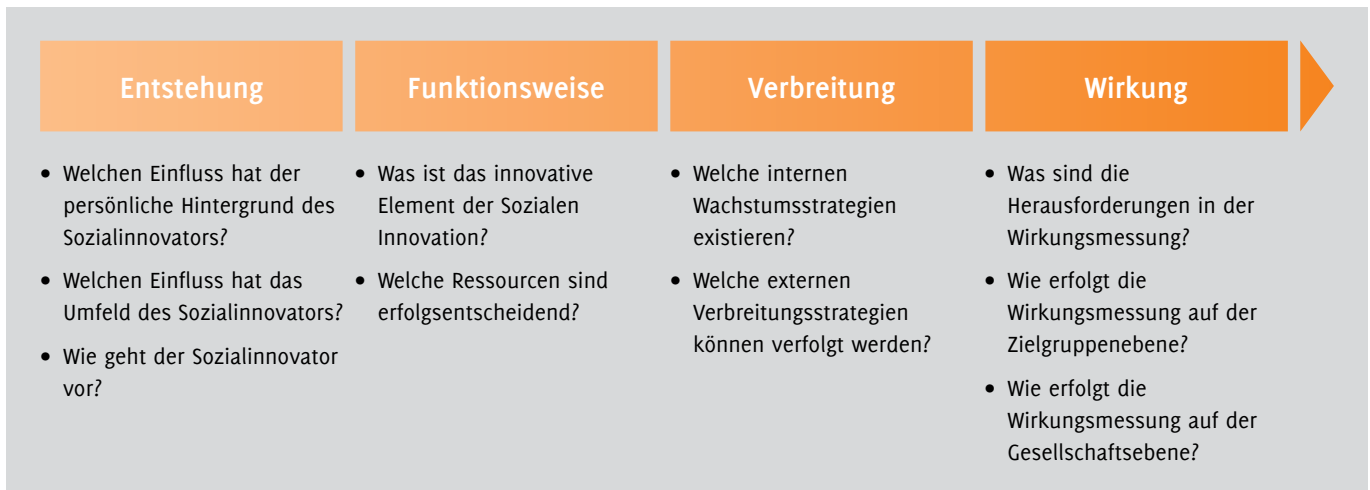 Entstehung
• Welchen Einfluss hat der
persönliche Hintergrund des
Sozialinnovators?
• Welchen Einfluss hat das
Umfeld des Sozialinnovators?
• Wie geht der Sozialinnovator
vor?
Funktionsweise
• Was ist das innovative
Element der Sozialen
Innovation?
• Welche Ressourcen sind
erfolgsentscheidend?
Verbreitung
• Welche internen
Wachstumsstrategien
existieren?
• Welche externen
Verbreitungsstrategien
können verfolgt werden?
Wirkung
• Was sind die
Herausforderungen in der
Wirkungsmessung?
• Wie erfolgt die
Wirkungsmessung auf der
Zielgruppenebene?
• Wie erfolgt die
Wirkungsmessung auf der
Gesellschaftsebene?